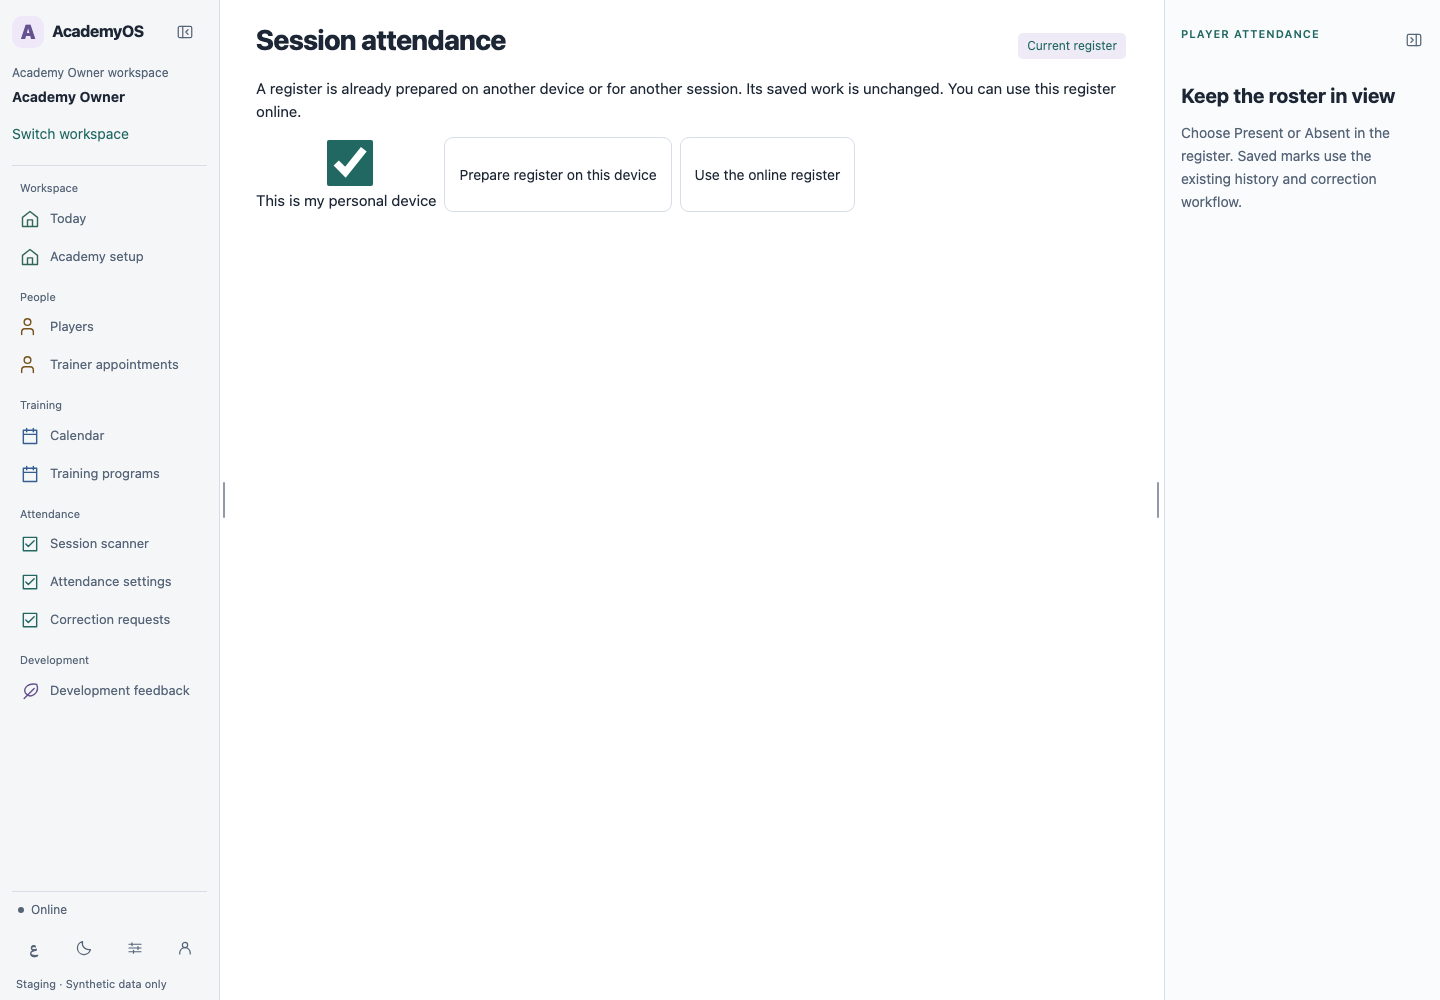 A AcademyOS
Academy Owner workspace
Academy Owner
Switch workspace
Workspace
Today
Academy setup
People
Players
Trainer appointments
Training
Calendar
Training programs
Attendance
Session scanner
Attendance settings
Correction requests
Development
Development feedback
Online
ع
Staging · Synthetic data only
Session attendance
Current register
A register is already prepared on another device or for another session. Its saved work is unchanged. You can use this register
online.
This is my personal device
Prepare register on this device
Use the online register
PLAYER ATTENDANCE
Keep the roster in view
Choose Present or Absent in the
register. Saved marks use the
existing history and correction
workflow.